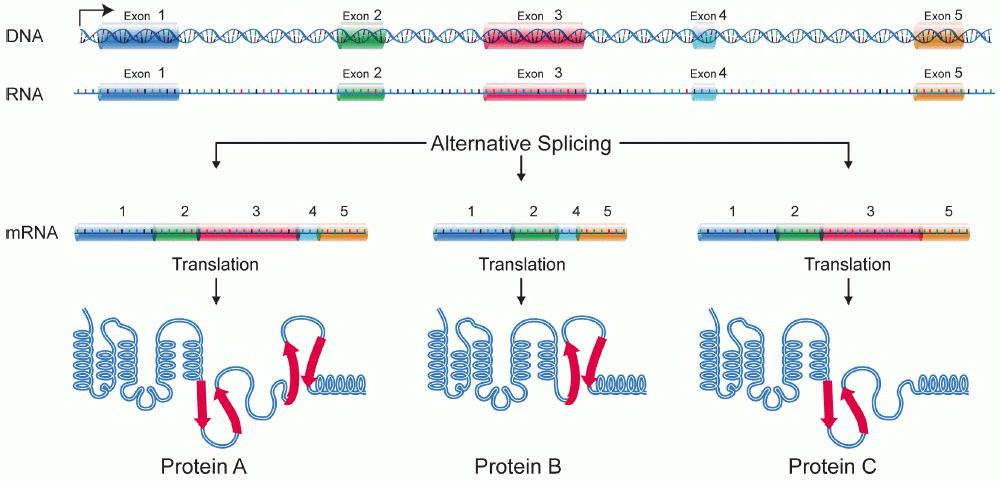 Exon 1 Exon 2 Exon 3 Exon 4 Exon 5
DNA
Exon 1 Exon 2 Exon 3 Exon 4 Exon 5
RNA
Alternative Splicing
1 2 3 4 5 1 2 4 5 1 2 3 5
mRNA
Translation Translation Translation
Protein A Protein B Protein C